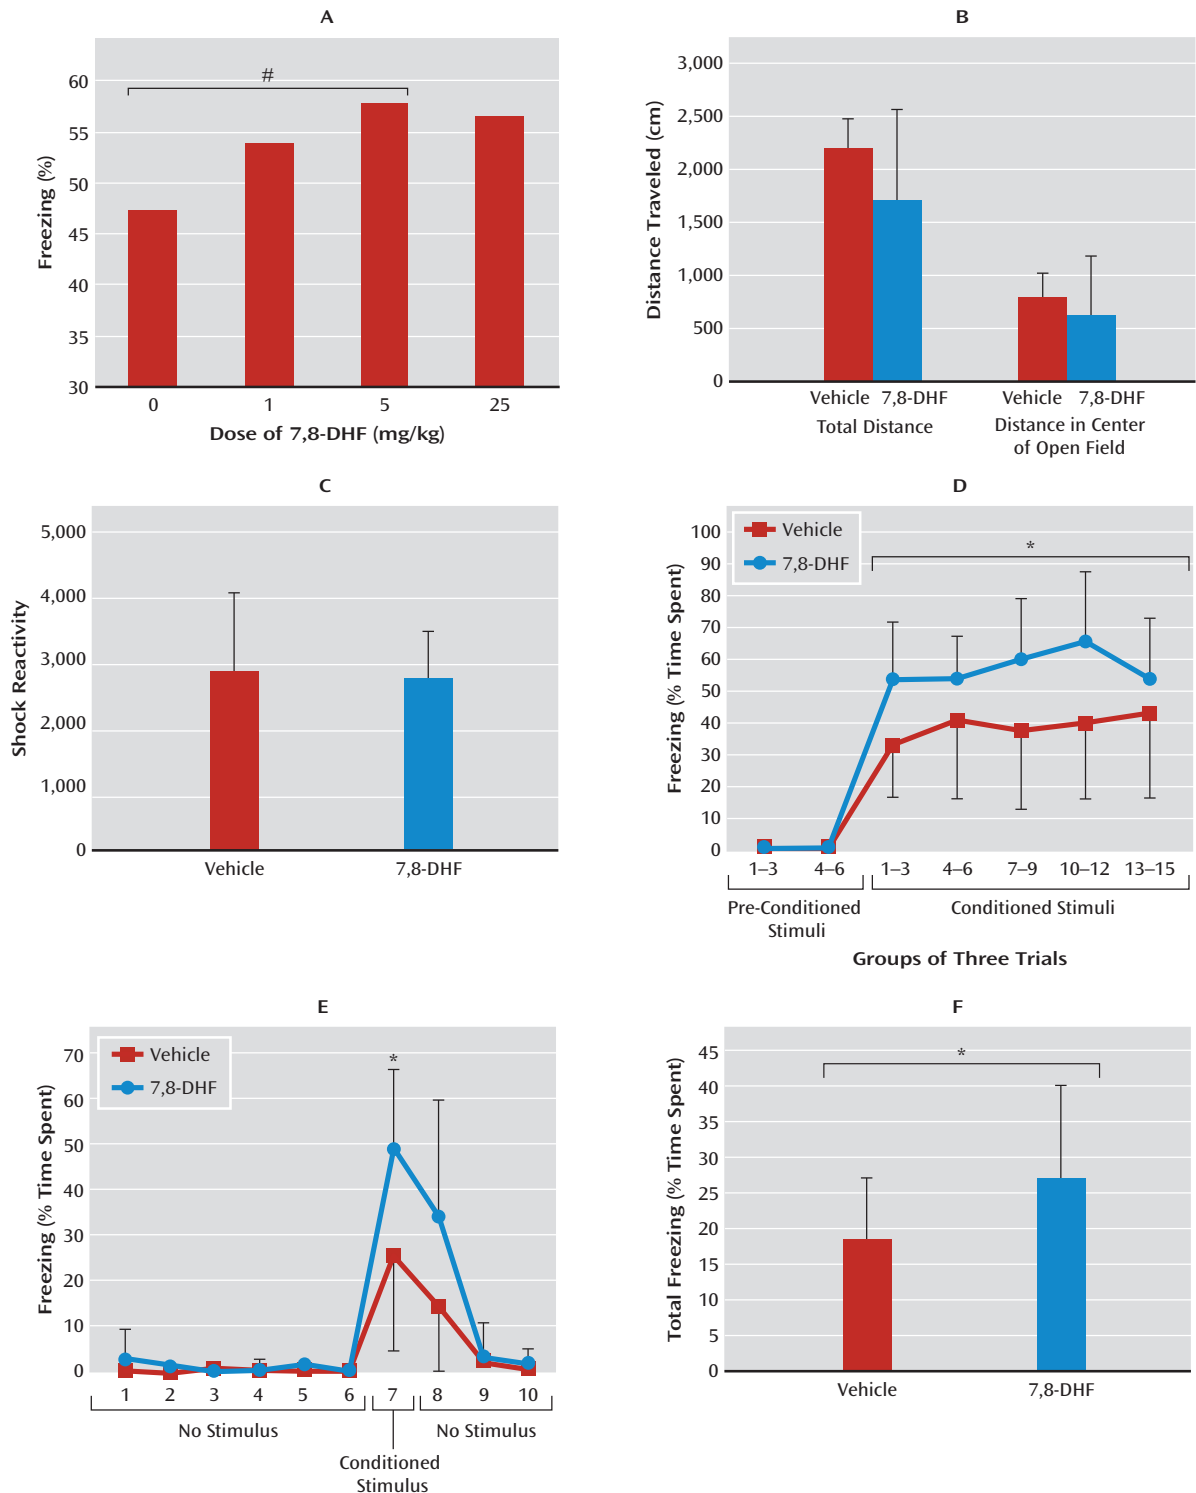 A
#
Freezing (%)
60
55
50
45
40
35
30
0 1 5 25
Dose of 7,8-DHF (mg/kg)
B
Distance Traveled (cm)
3,000
2,500
2,000
1,500
1,000
500
0
Vehicle 7,8-DHF Vehicle 7,8-DHF
Total Distance
Distance in Center
of Open Field
C
Shock Reactivity
5,000
4,000
3,000
2,000
1,000
0
Vehicle 7,8-DHF
D
Vehicle
7,8-DHF
*
Freezing (% Time Spent)
100
90
80
70
60
50
40
30
20
10
0
1–3 4–6 1–3 4–6 7–9 10–12 13–15
Pre-Conditioned
Stimuli
Conditioned Stimuli
Groups of Three Trials
E
Vehicle
7,8-DHF
*
Freezing (% Time Spent)
70
60
50
40
30
20
10
0
1 2 3 4 5 6 7 8 9 10
No Stimulus
No Stimulus
Conditioned
Stimulus
F
*
Total Freezing (% Time Spent)
45
40
35
30
25
20
15
10
5
0
Vehicle 7,8-DHF